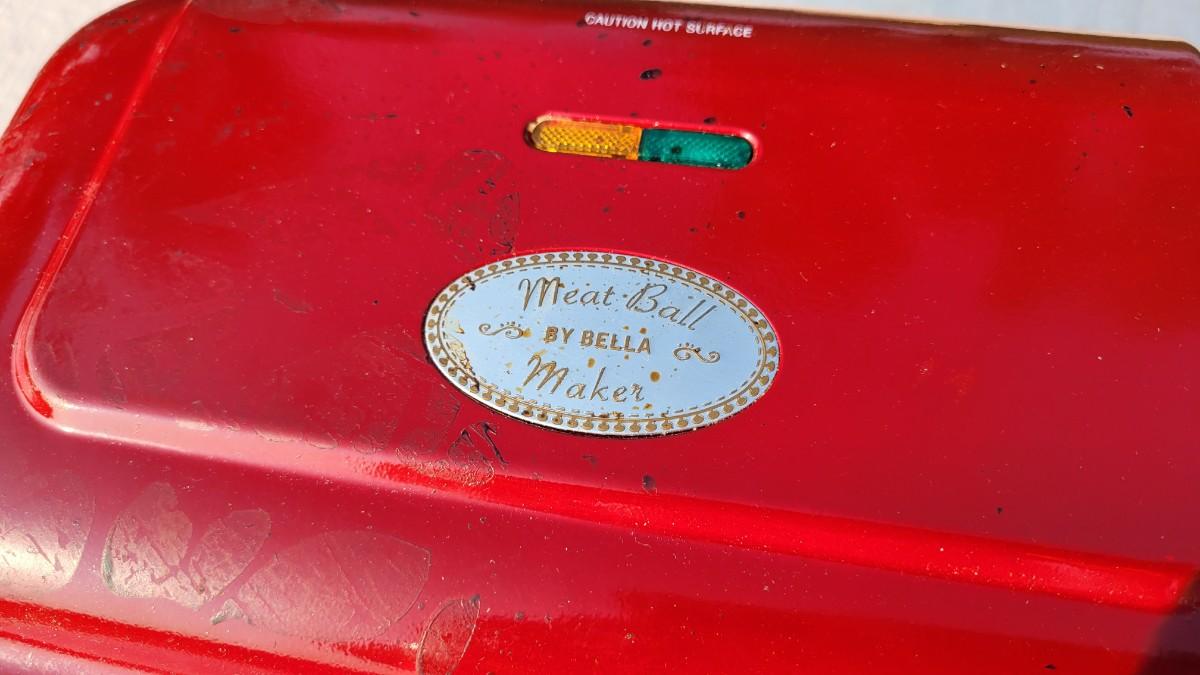 CAUTION HOT SURFACE
Meat Ball
BY BELLA
Maker